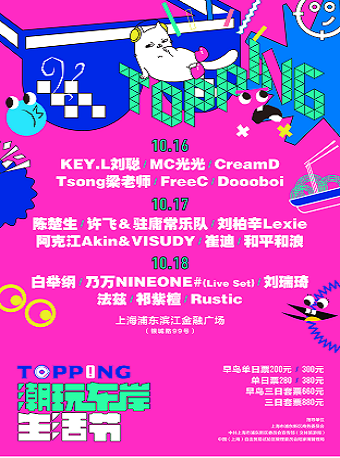 TOPPING
10.16
KEY.L刘聪 / MC光光 / CreamD
Tsong梁老师 / FreeC / Doooboi
10.17
陈楚生 / 许飞 & 驻唐常乐队 / 刘柏辛Lexie
阿克江Akin&VISUDY / 崔迪 / 和平和浪
10.18
白举纲 / 乃万NINEONE#(Live Set) / 刘瑞琦
法兹 / 祁紫檀 / Rustic
上海浦东滨江金融广场
TOPPING
潮玩东岸
生活节
早鸟单日票200元 / 300元
单日票280 / 380元
早鸟三日套票660元
三日套票880元